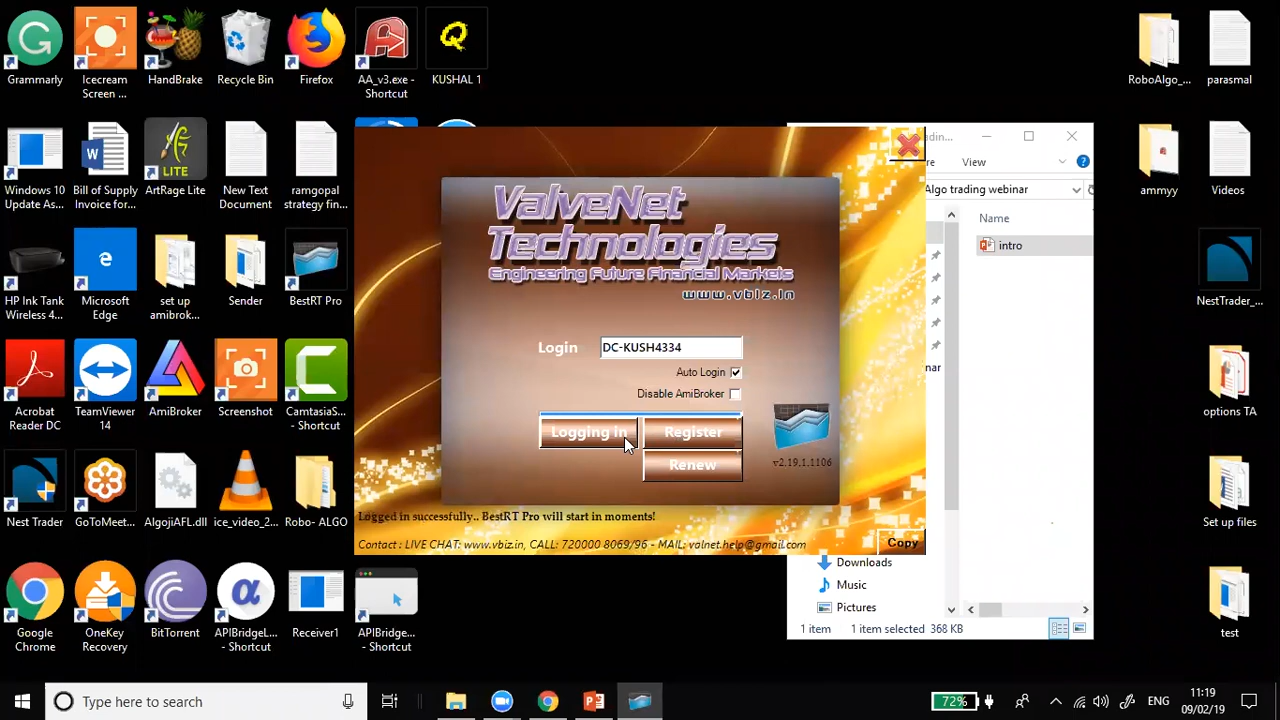 Grammarly
Icecream
Screen ...
HandBrake
Recycle Bin
Firefox
AA_v3.exe -
Shortcut
KUSHAL 1
RoboAlgo_...
parasmal
Windows 10
Update As...
Bill of Supply
Invoice for...
LITE
ArtRage Lite
New Text
Document
ramgopal
strategy fin...
ammyy
Videos
HP Ink Tank
Wireless 4...
Microsoft
Edge
set up
amibrok...
Sender
BestRT Pro
NestTrader_...
Acrobat
Reader DC
TeamViewer
14
AmiBroker
Screenshot
CamtasiaS...
- Shortcut
options TA
Nest Trader
GoToMeet...
AlgojiAFL.dll
ice_video_2...
Robo- ALGO
Set up files
Google
Chrome
OneKey
Recovery
BitTorrent
APIBridgeL...
- Shortcut
Receiver1
APIBridge...
- Shortcut
test
ValveNet
Technologies
Engineering Future Financial Markets
www.vbiz.in
Login
DC-KUSH4334
Auto Login
Disable AmiBroker
Logging In
Register
Renew
v2.19.1.1106
Logged in successfully.. BestRT Pro will start in moments!
Contact : LIVE CHAT: www.vbiz.in, CALL: 720000 8069/96 - MAIL: valnet.help@gmail.com
Copy
adin...
re
View
Algo trading webinar
Name
intro
nar
Downloads
Music
Pictures
1 item
1 item selected 368 KB
Type here to search
72%
ENG
11:19
09/02/19